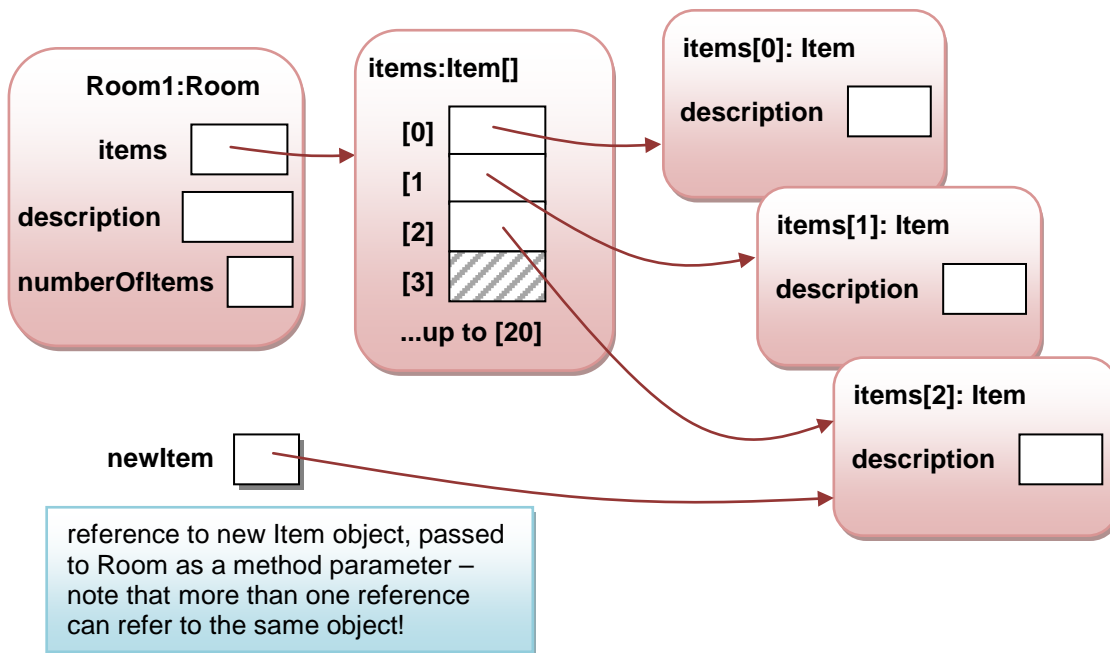 Room1:Room
items
description
numberOfItems
items:Item[]
[0]
[1
[2]
[3]
...up to [20]
items[0]: Item
description
items[1]: Item
description
items[2]: Item
description
newItem
reference to new Item object, passed
to Room as a method parameter –
note that more than one reference
can refer to the same object!